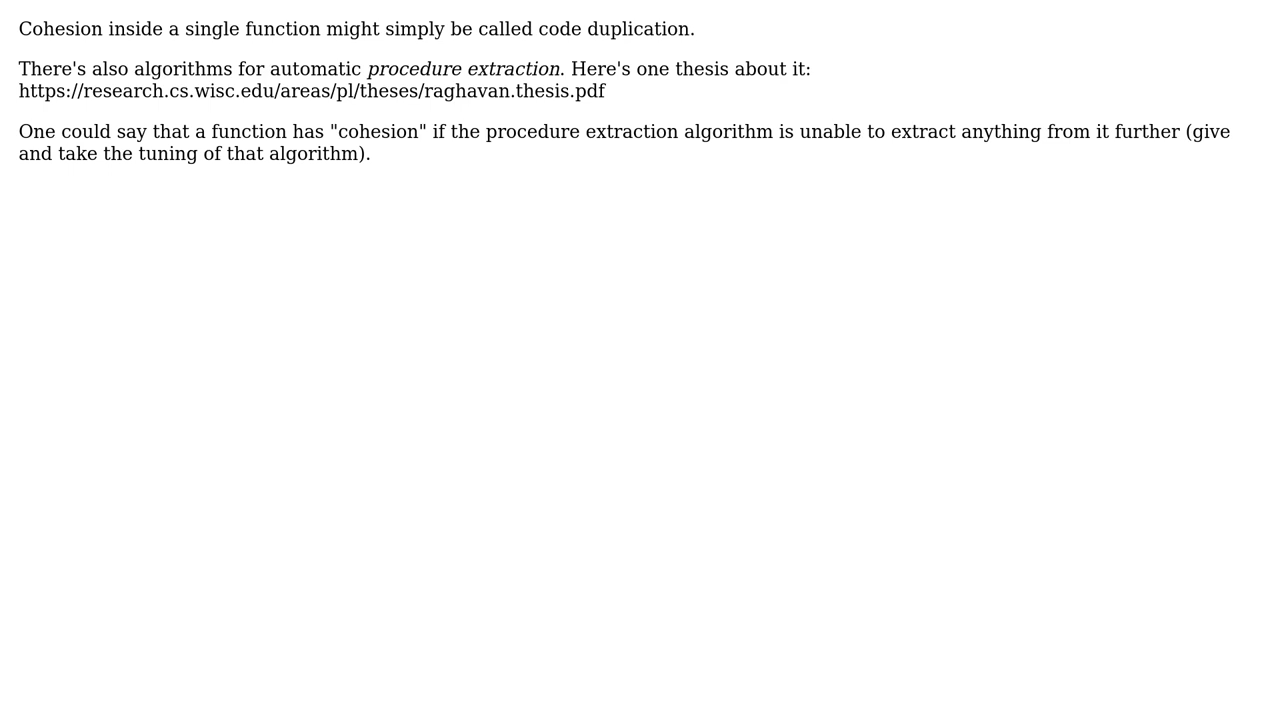 Cohesion inside a single function might simply be called code duplication.
There's also algorithms for automatic procedure extraction. Here's one thesis about it:
https://research.cs.wisc.edu/areas/pl/theses/raghavan.thesis.pdf
One could say that a function has "cohesion" if the procedure extraction algorithm is unable to extract anything from it further (give
and take the tuning of that algorithm).